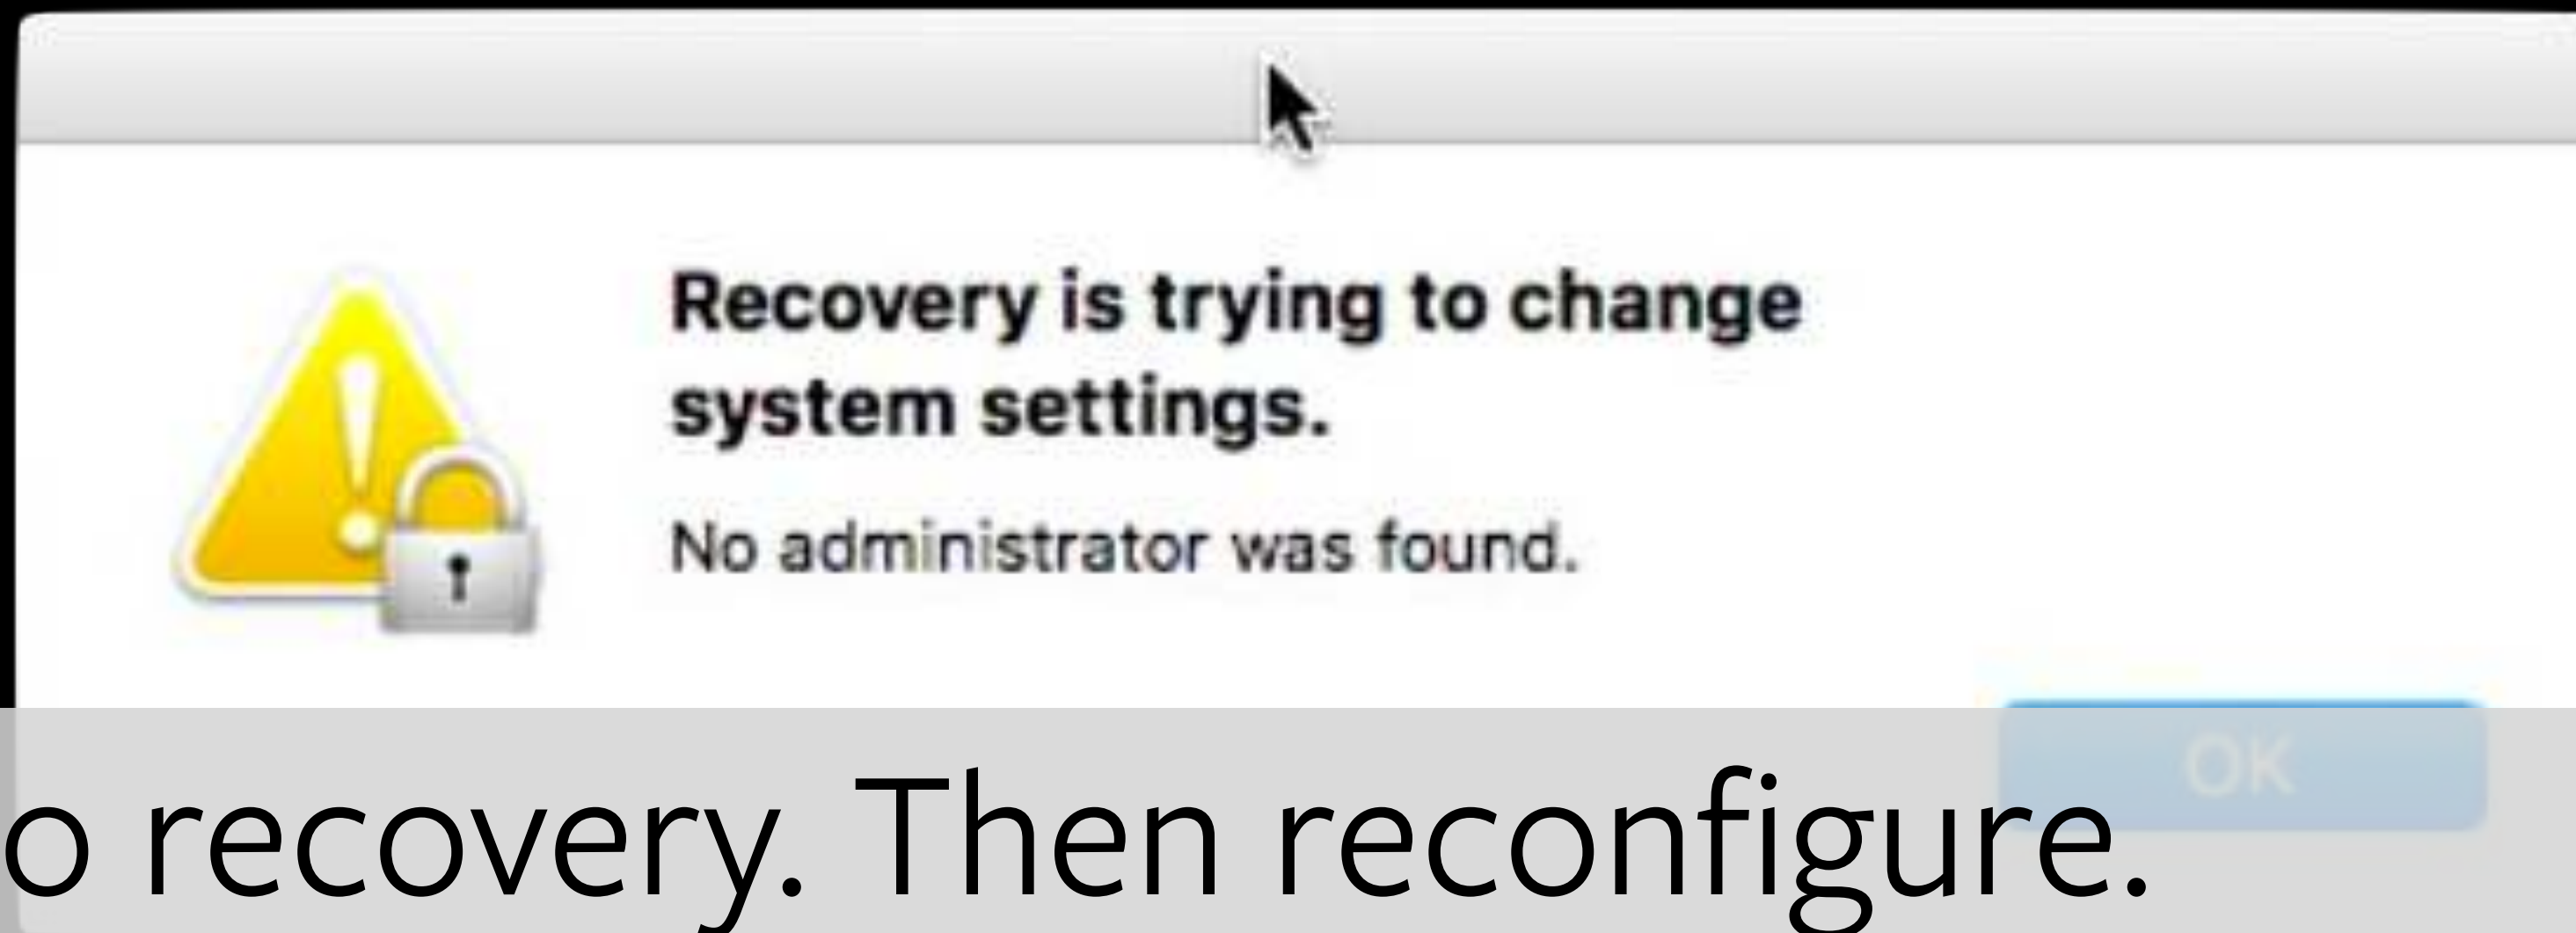 Recovery is trying to change
system settings.
No administrator was found.
OK
o recovery. Then reconfigure.